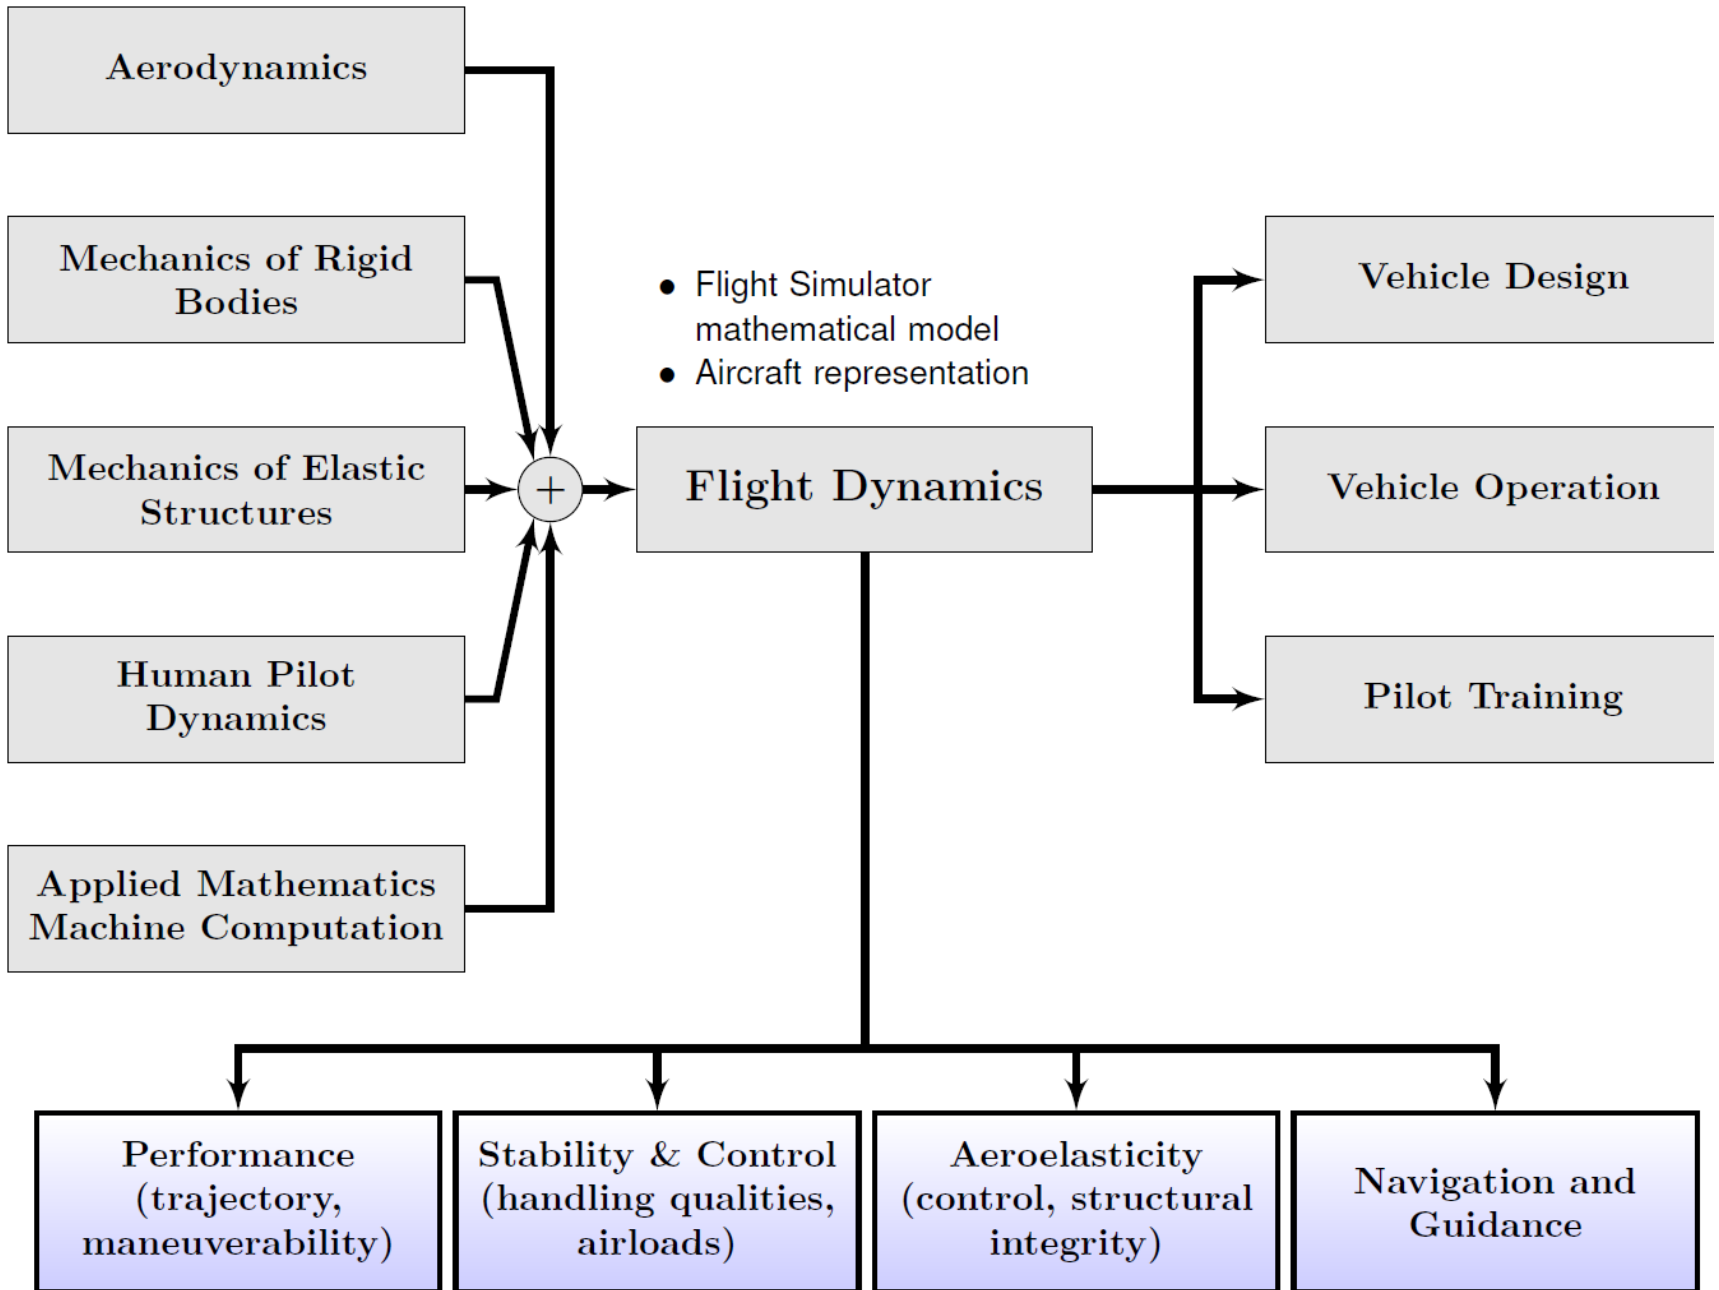 Aerodynamics
Mechanics of Rigid
Bodies
Mechanics of Elastic
Structures
Human Pilot
Dynamics
Applied Mathematics
Machine Computation
+
● Flight Simulator
mathematical model
● Aircraft representation
Flight Dynamics
Vehicle Design
Vehicle Operation
Pilot Training
Performance
(trajectory,
maneuverability)
Stability & Control
(handling qualities,
airloads)
Aeroelasticity
(control, structural
integrity)
Navigation and
Guidance